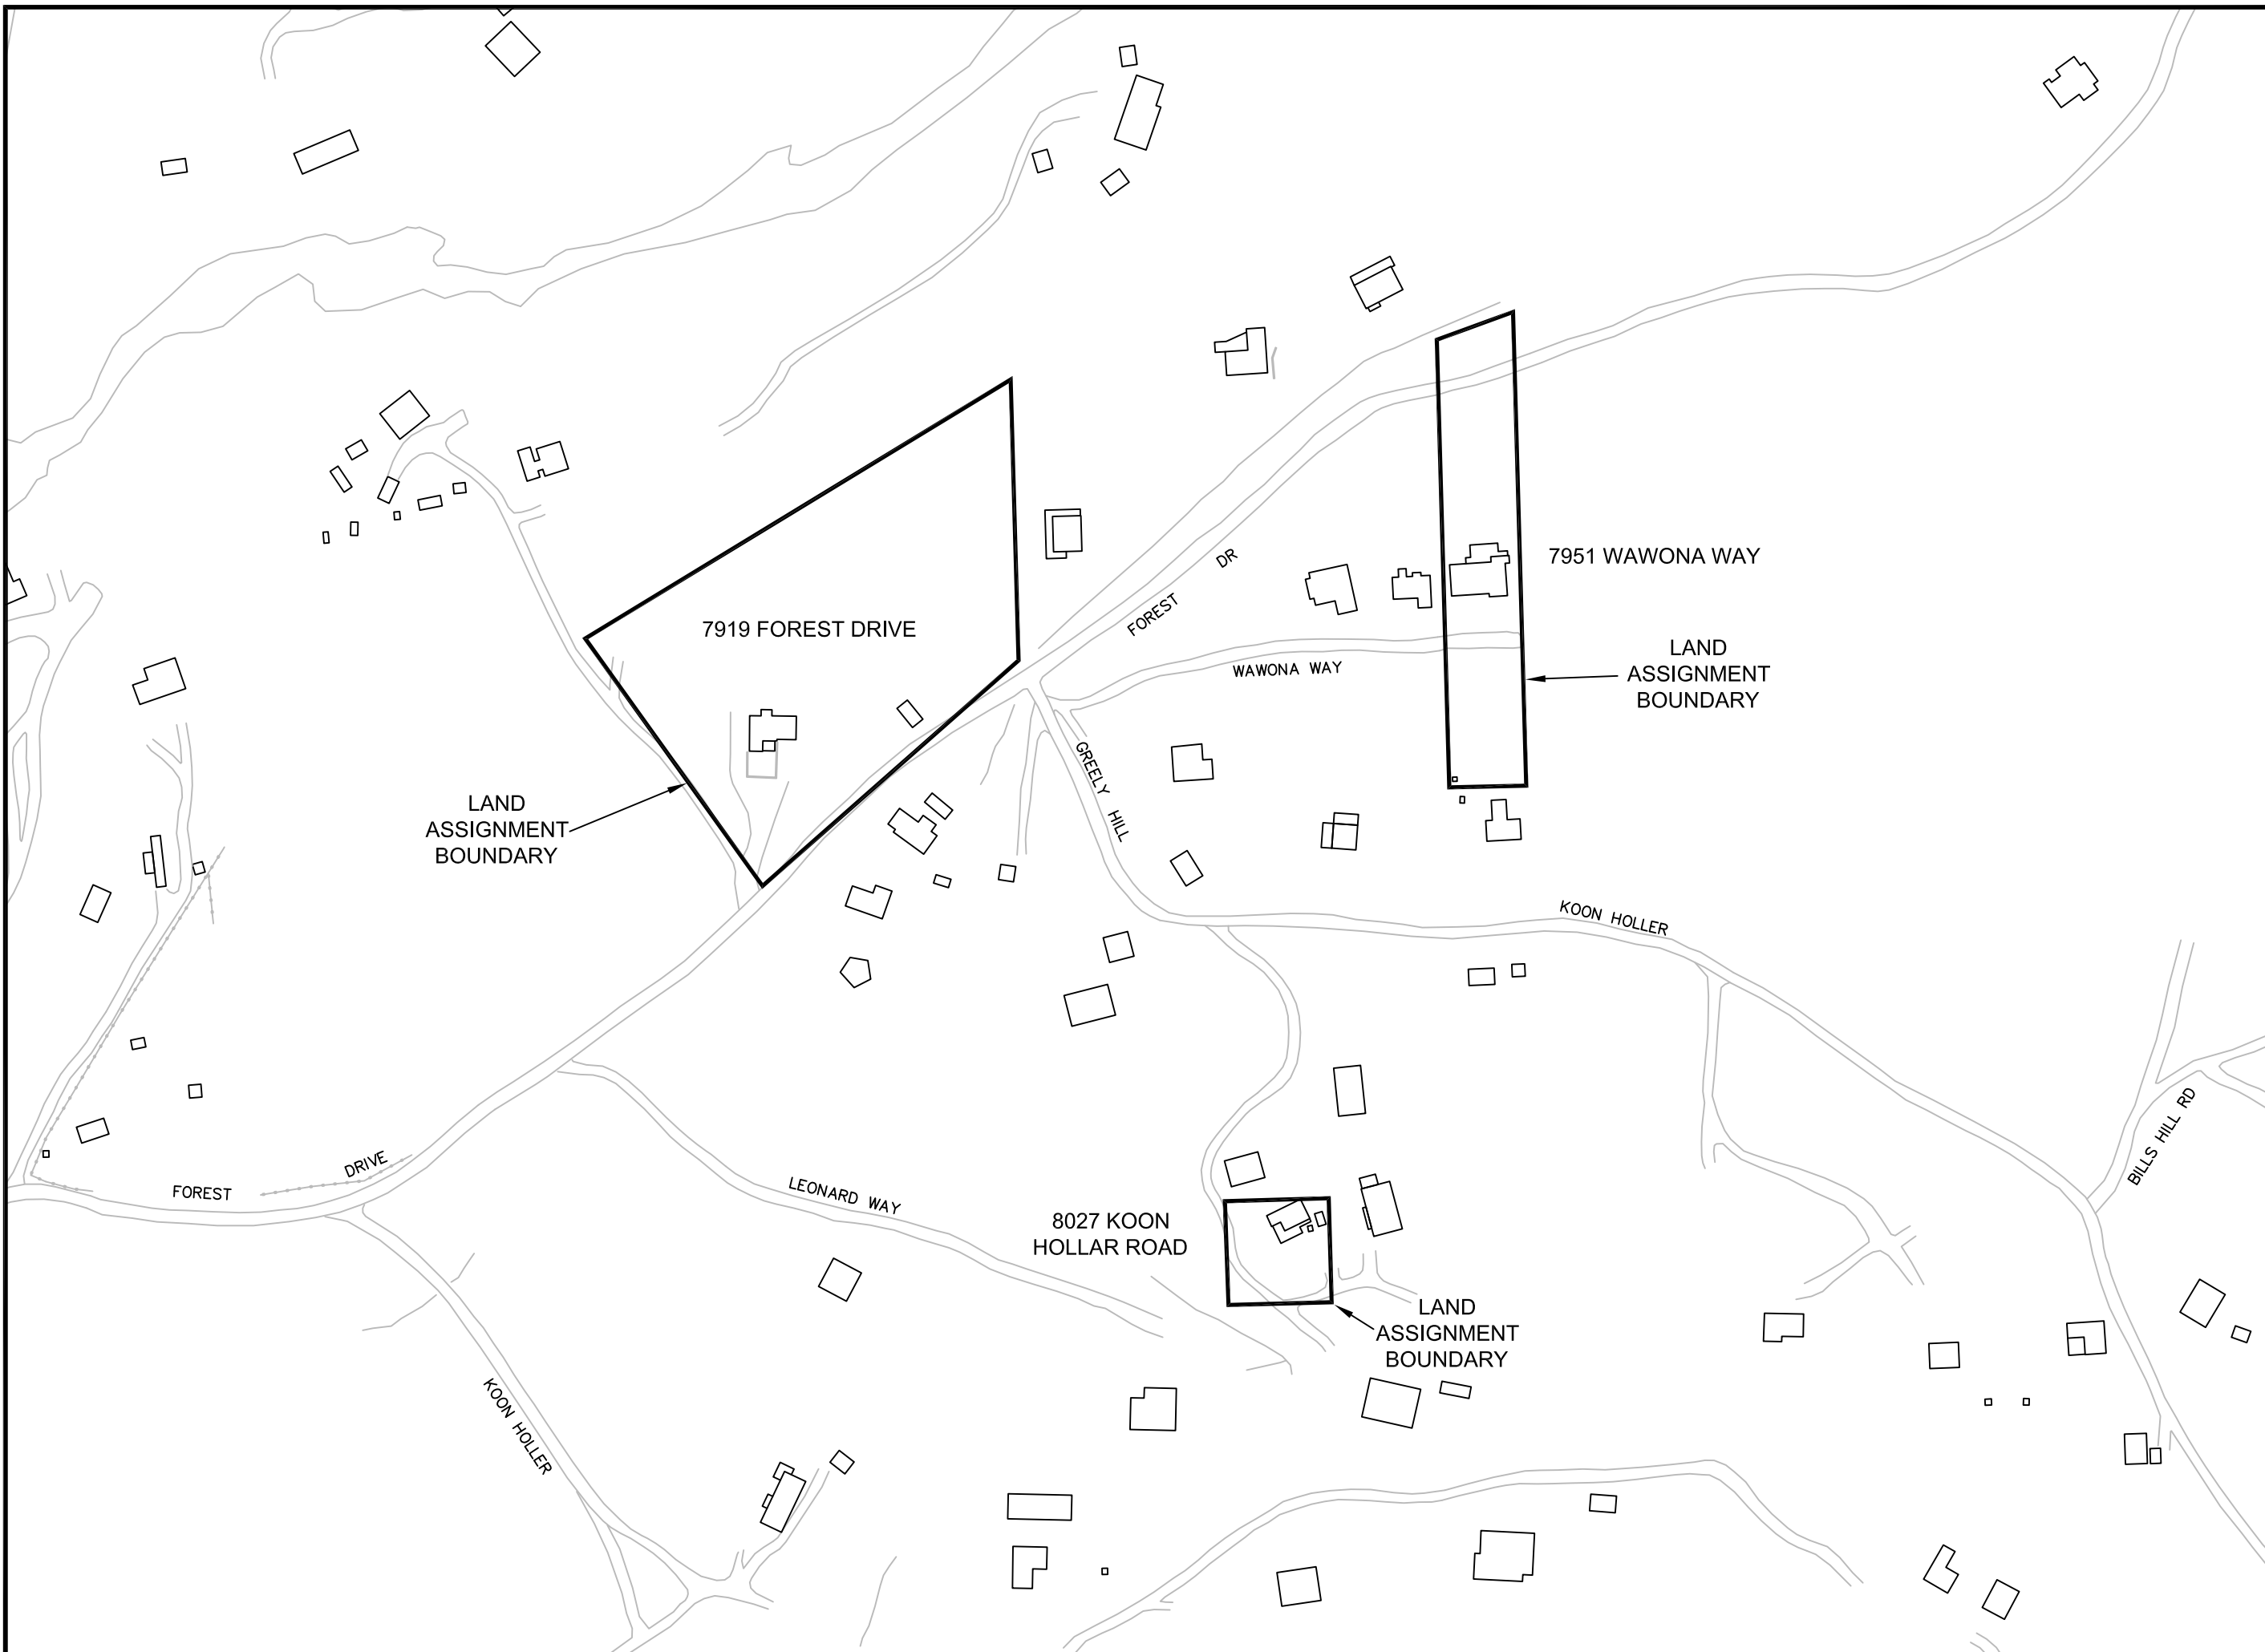 7951 WAWONA WAY
FOREST DR
7919 FOREST DRIVE
WAWONA WAY
LAND
ASSIGNMENT
BOUNDARY
GREELY HILL
LAND
ASSIGNMENT
BOUNDARY
KOON HOLLER
BILLS HILL RD
FOREST DRIVE
LEONARD WAY
8027 KOON
HOLLAR ROAD
LAND
ASSIGNMENT
BOUNDARY
KOON HOLLER